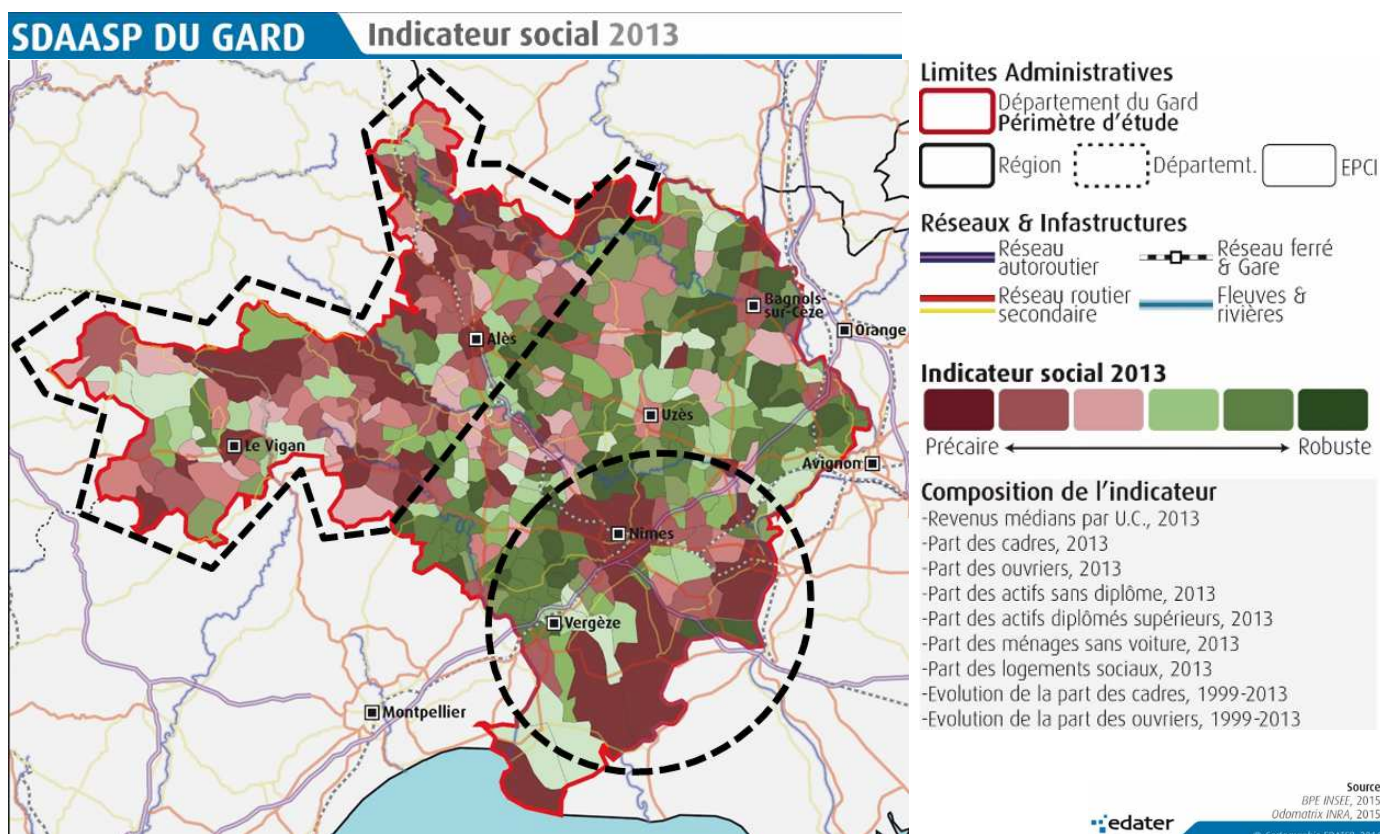 SDAASP DU GARD Indicateur social 2013
Bagnols-
sur-Cèze
Orange
Alès
Uzès
Le Vigan
Avignon
Nîmes
Vergèze
Montpellier
Limites Administratives
Département du Gard
Périmètre d'étude
Région Départemt. EPCI
Réseaux & Infastructures
Réseau
autoroutier
Réseau ferré
& Gare
Réseau routier
secondaire
Fleuves &
rivières
Indicateur social 2013
Précaire Robuste
Composition de l'indicateur
-Revenus médians par U.C., 2013
-Part des cadres, 2013
-Part des ouvriers, 2013
-Part des actifs sans diplôme, 2013
-Part des actifs diplômés supérieurs, 2013
-Part des ménages sans voiture, 2013
-Part des logements sociaux, 2013
-Evolution de la part des cadres, 1999-2013
-Evolution de la part des ouvriers, 1999-2013
Source
BPE INSEE, 2015
Odomatrix INRA, 2015
edater